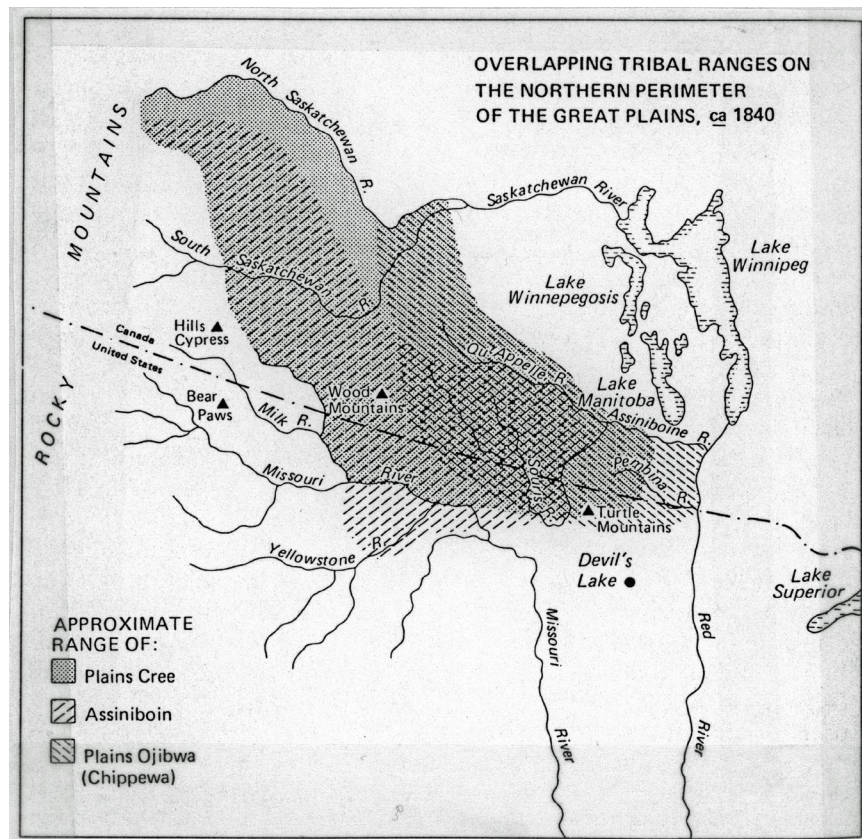 OVERLAPPING TRIBAL RANGES ON
THE NORTHERN PERIMETER
OF THE GREAT PLAINS, ca 1840
North Saskatchewan R.
ROCKY MOUNTAINS
Saskatchewan River
South Saskatchewan R.
Lake
Winnipeg
Lake
Winnepegosis
Hills
Cypress
Canada
United States
Qu'Appelle R.
Lake
Manitoba
Bear
Paws
Wood
Mountains
Milk R.
Assiniboine R.
Souris
Pembina R.
Missouri River
Turtle
Mountains
Yellowstone R.
Devil's
Lake
Lake
Superior
Missouri River
Red River
APPROXIMATE
RANGE OF:
Plains Cree
Assiniboin
Plains Ojibwa
(Chippewa)